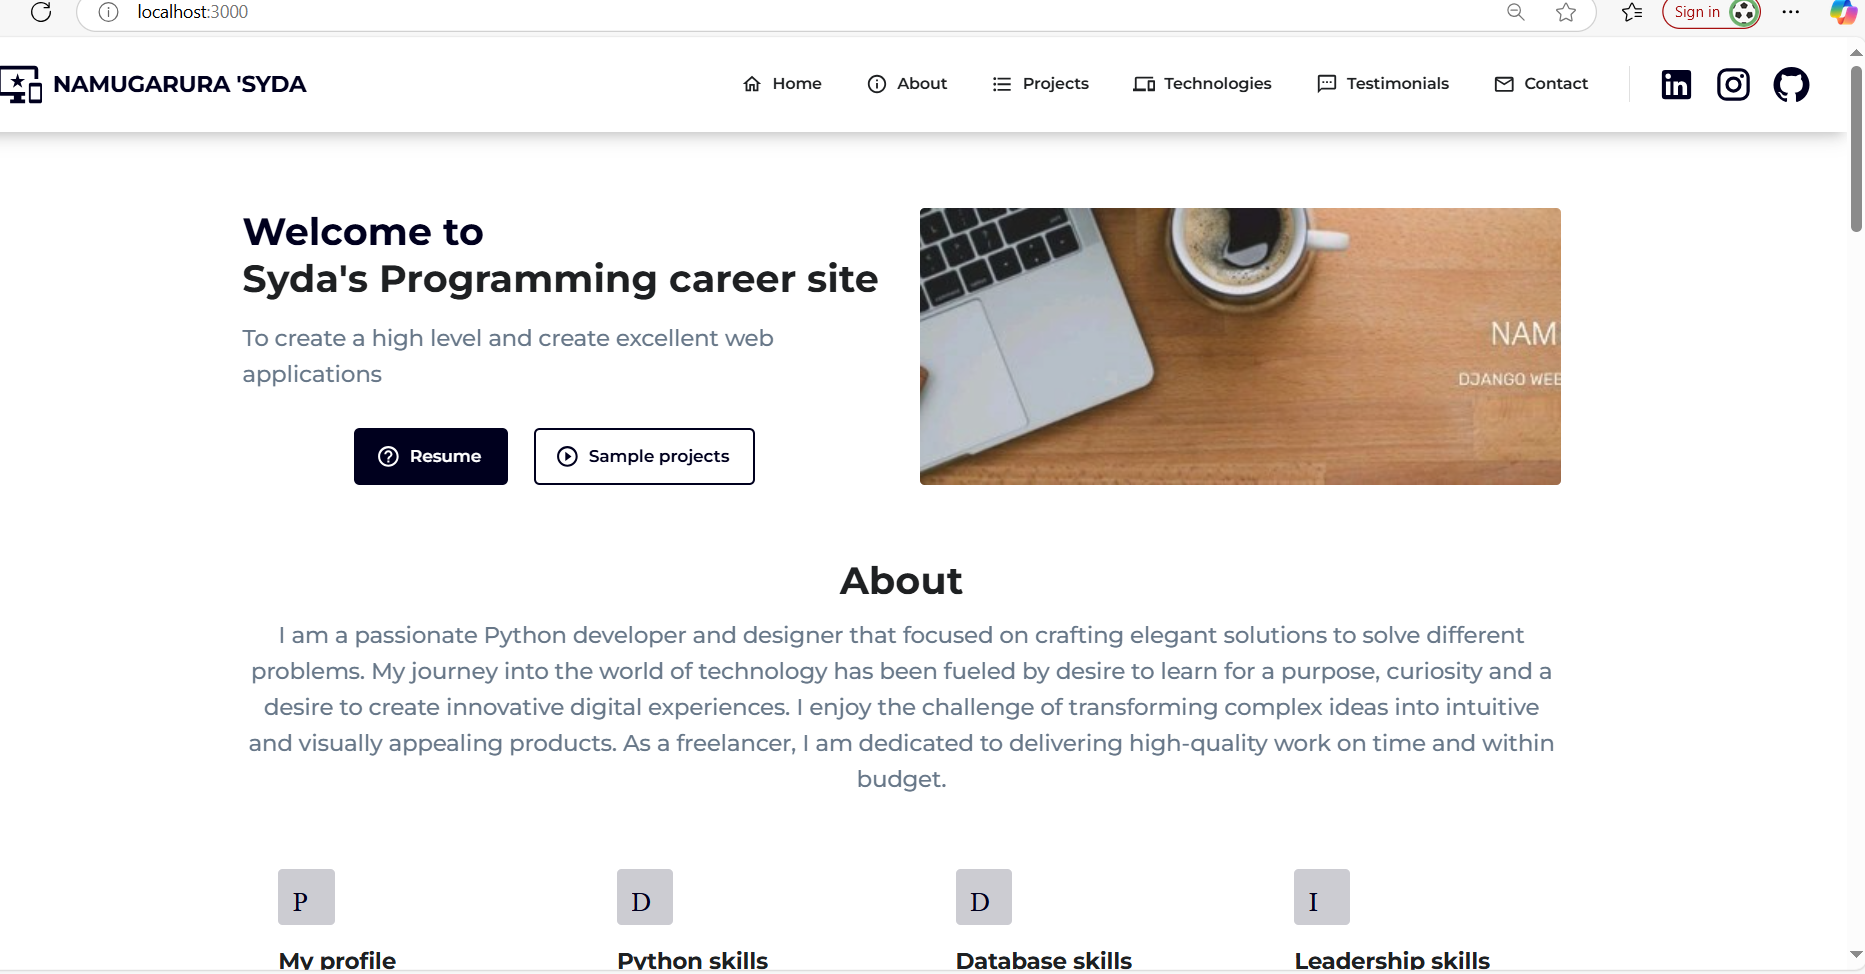 localhost:3000
Sign in
NAMUGARURA 'SYDA
Home
About
Projects
Technologies
Testimonials
Contact
Welcome to
Syda's Programming career site
To create a high level and create excellent web
applications
Resume
Sample projects
NAM
DJANGO WEB
About
I am a passionate Python developer and designer that focused on crafting elegant solutions to solve different
problems. My journey into the world of technology has been fueled by desire to learn for a purpose, curiosity and a
desire to create innovative digital experiences. I enjoy the challenge of transforming complex ideas into intuitive
and visually appealing products. As a freelancer, I am dedicated to delivering high-quality work on time and within
budget.
P
D
D
I
My profile
Python skills
Database skills
Leadership skills